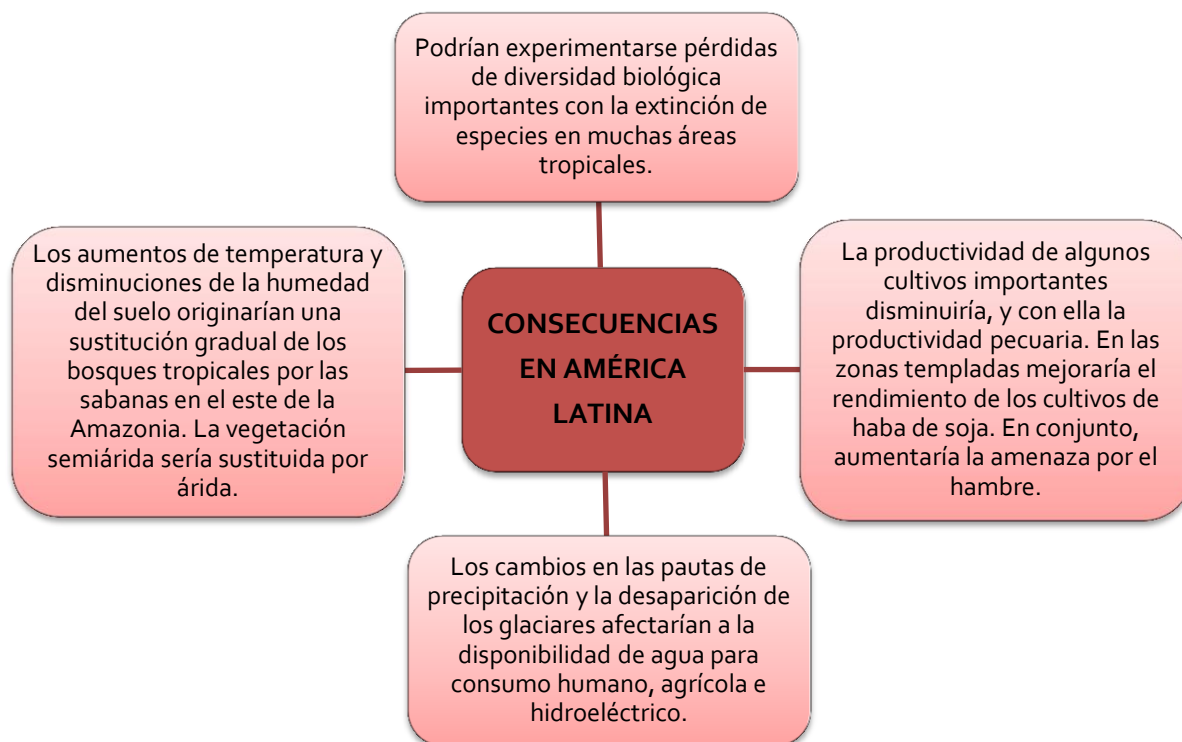 Podrían experimentarse pérdidas
de diversidad biológica
importantes con la extinción de
especies en muchas áreas
tropicales.
Los aumentos de temperatura y
disminuciones de la humedad
del suelo originarían una
sustitución gradual de los
bosques tropicales por las
sabanas en el este de la
Amazonia. La vegetación
semiárida sería sustituida por
árida.
CONSECUENCIAS
EN AMÉRICA
LATINA
La productividad de algunos
cultivos importantes
disminuiría, y con ella la
productividad pecuaria. En las
zonas templadas mejoraría el
rendimiento de los cultivos de
haba de soja. En conjunto,
aumentaría la amenaza por el
hambre.
Los cambios en las pautas de
precipitación y la desaparición de
los glaciares afectarían a la
disponibilidad de agua para
consumo humano, agrícola e
hidroeléctrico.